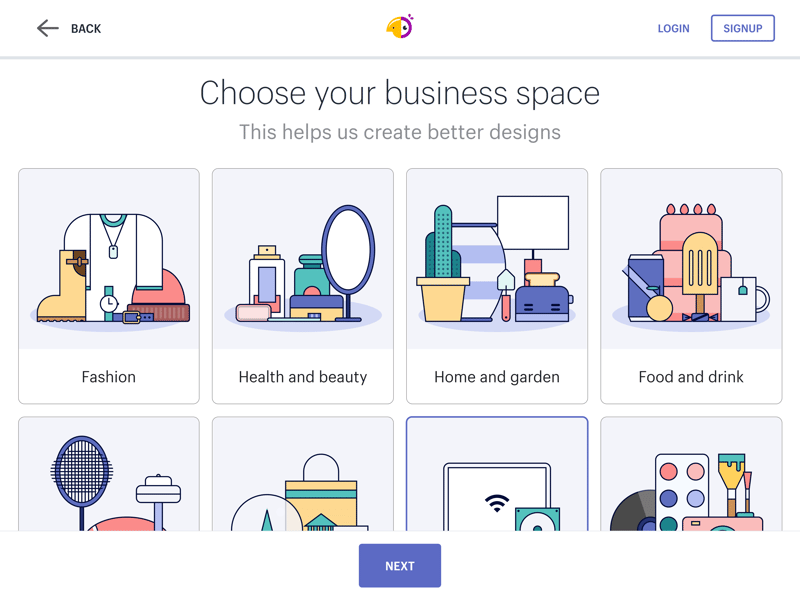 BACK
LOGIN
SIGNUP
Choose your business space
This helps us create better designs
Fashion
Health and beauty
Home and garden
Food and drink
NEXT